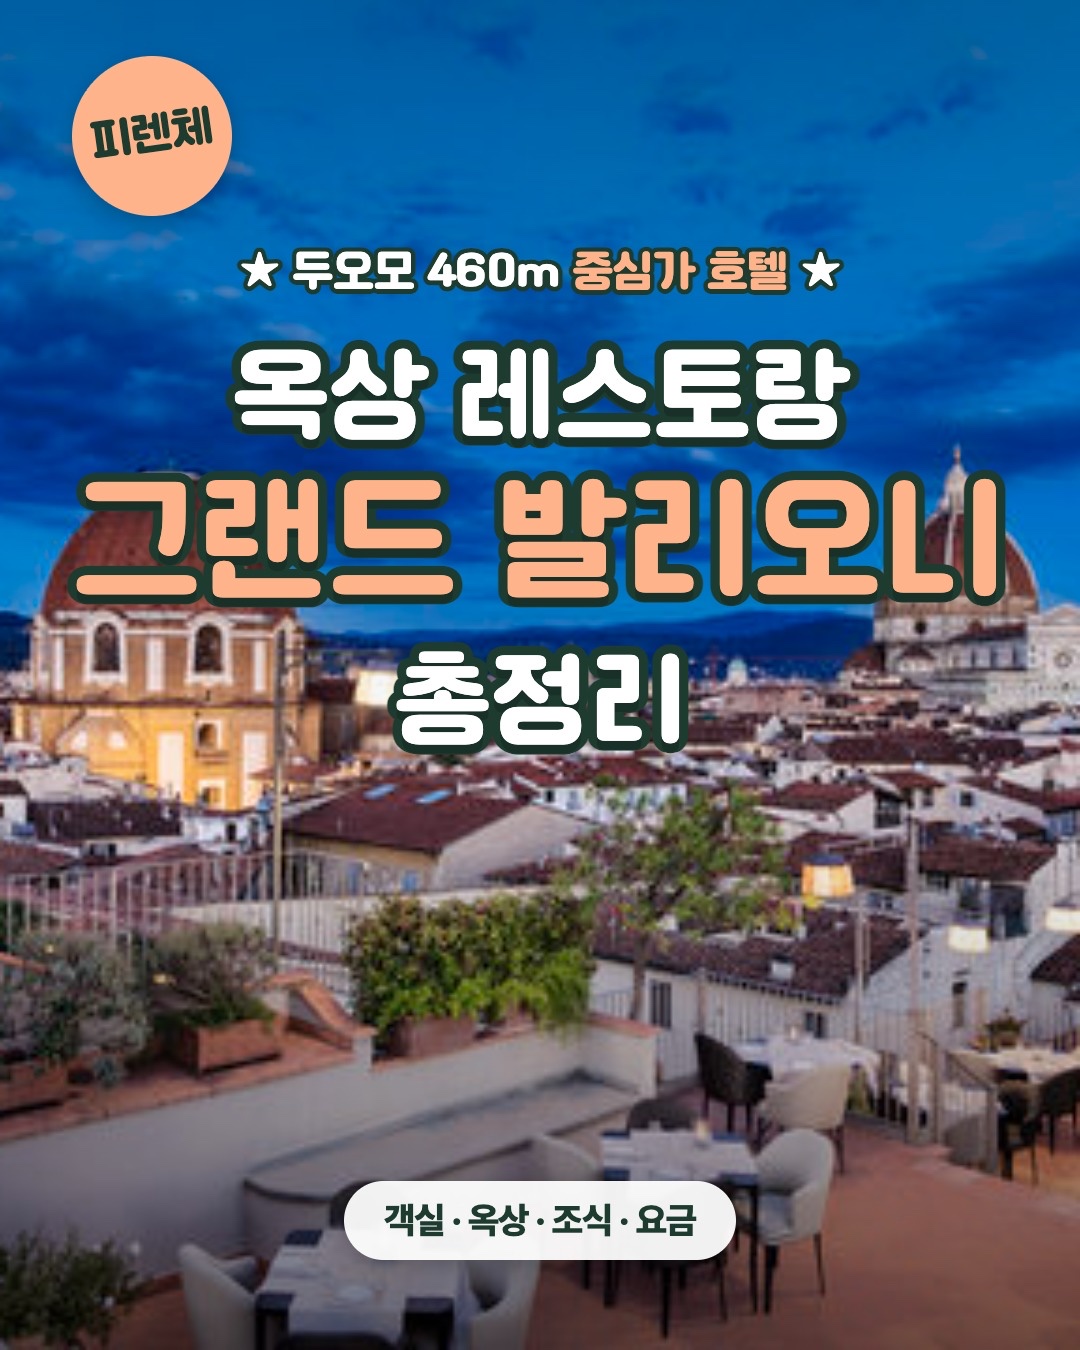 피렌체
★ 두오모 460m 중심가 호텔 ★
옥상 레스토랑
그랜드 발리오니
총정리
객실 · 옥상 · 조식 · 요금